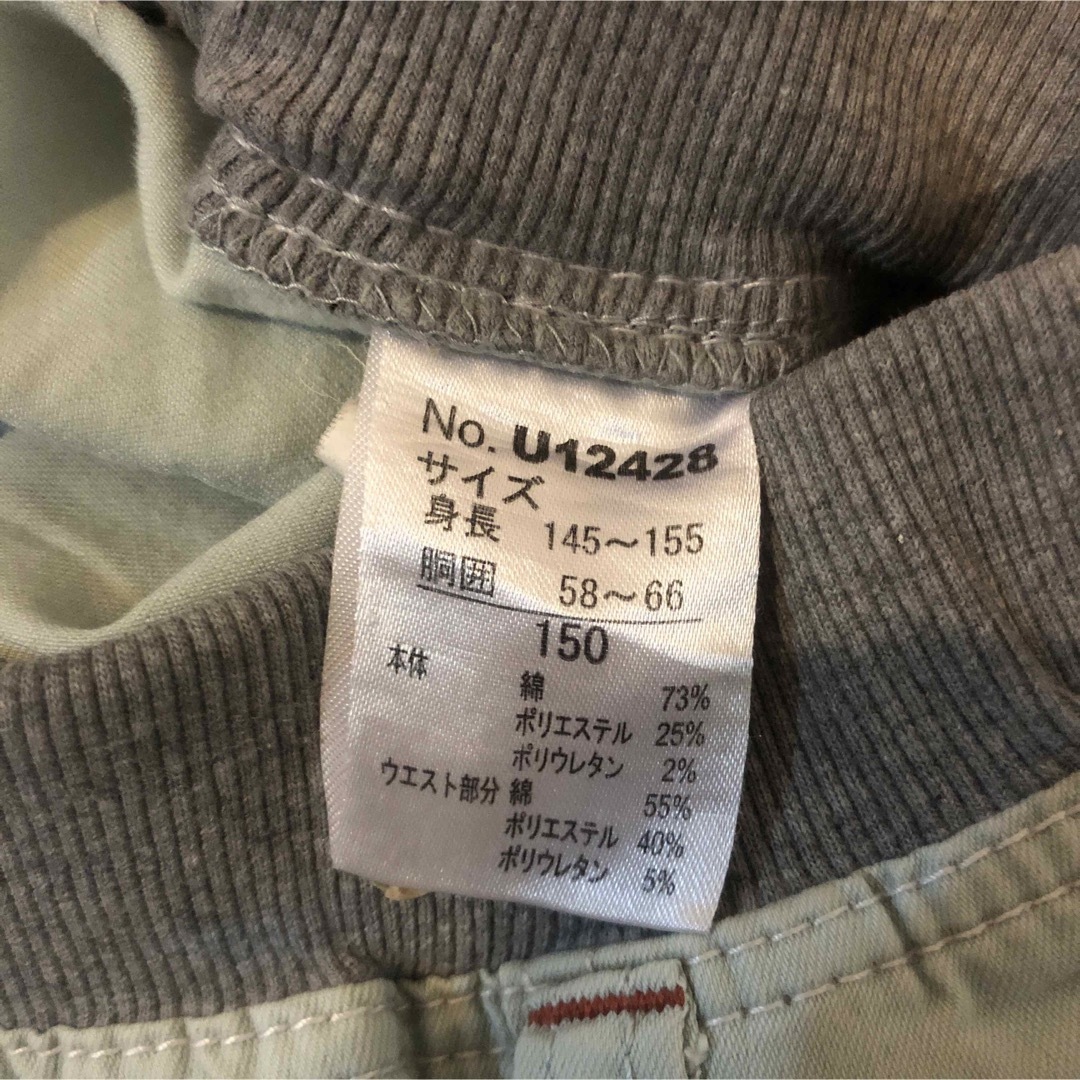 No. U12428
サイズ
身長 145～155
胴囲 58～66
150
本体 綿 73%
ポリエステル 25%
ポリウレタン 2%
ウエスト部分 綿 55%
ポリエステル 40%
ポリウレタン 5%